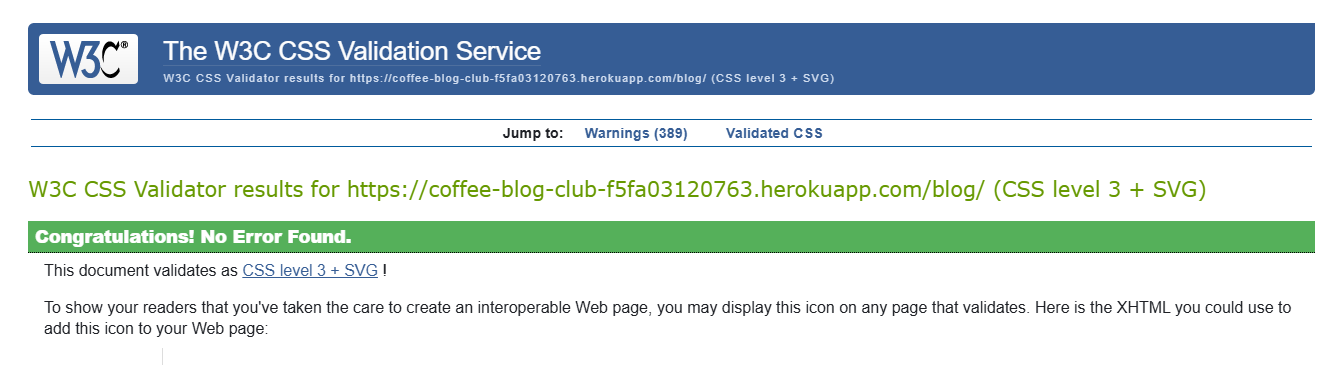 W3C®
The W3C CSS Validation Service
W3C CSS Validator results for https://coffee-blog-club-f5fa03120763.herokuapp.com/blog/ (CSS level 3 + SVG)
Jump to: Warnings (389) Validated CSS
W3C CSS Validator results for https://coffee-blog-club-f5fa03120763.herokuapp.com/blog/ (CSS level 3 + SVG)
Congratulations! No Error Found.
This document validates as CSS level 3 + SVG !
To show your readers that you've taken the care to create an interoperable Web page, you may display this icon on any page that validates. Here is the XHTML you could use to
add this icon to your Web page: